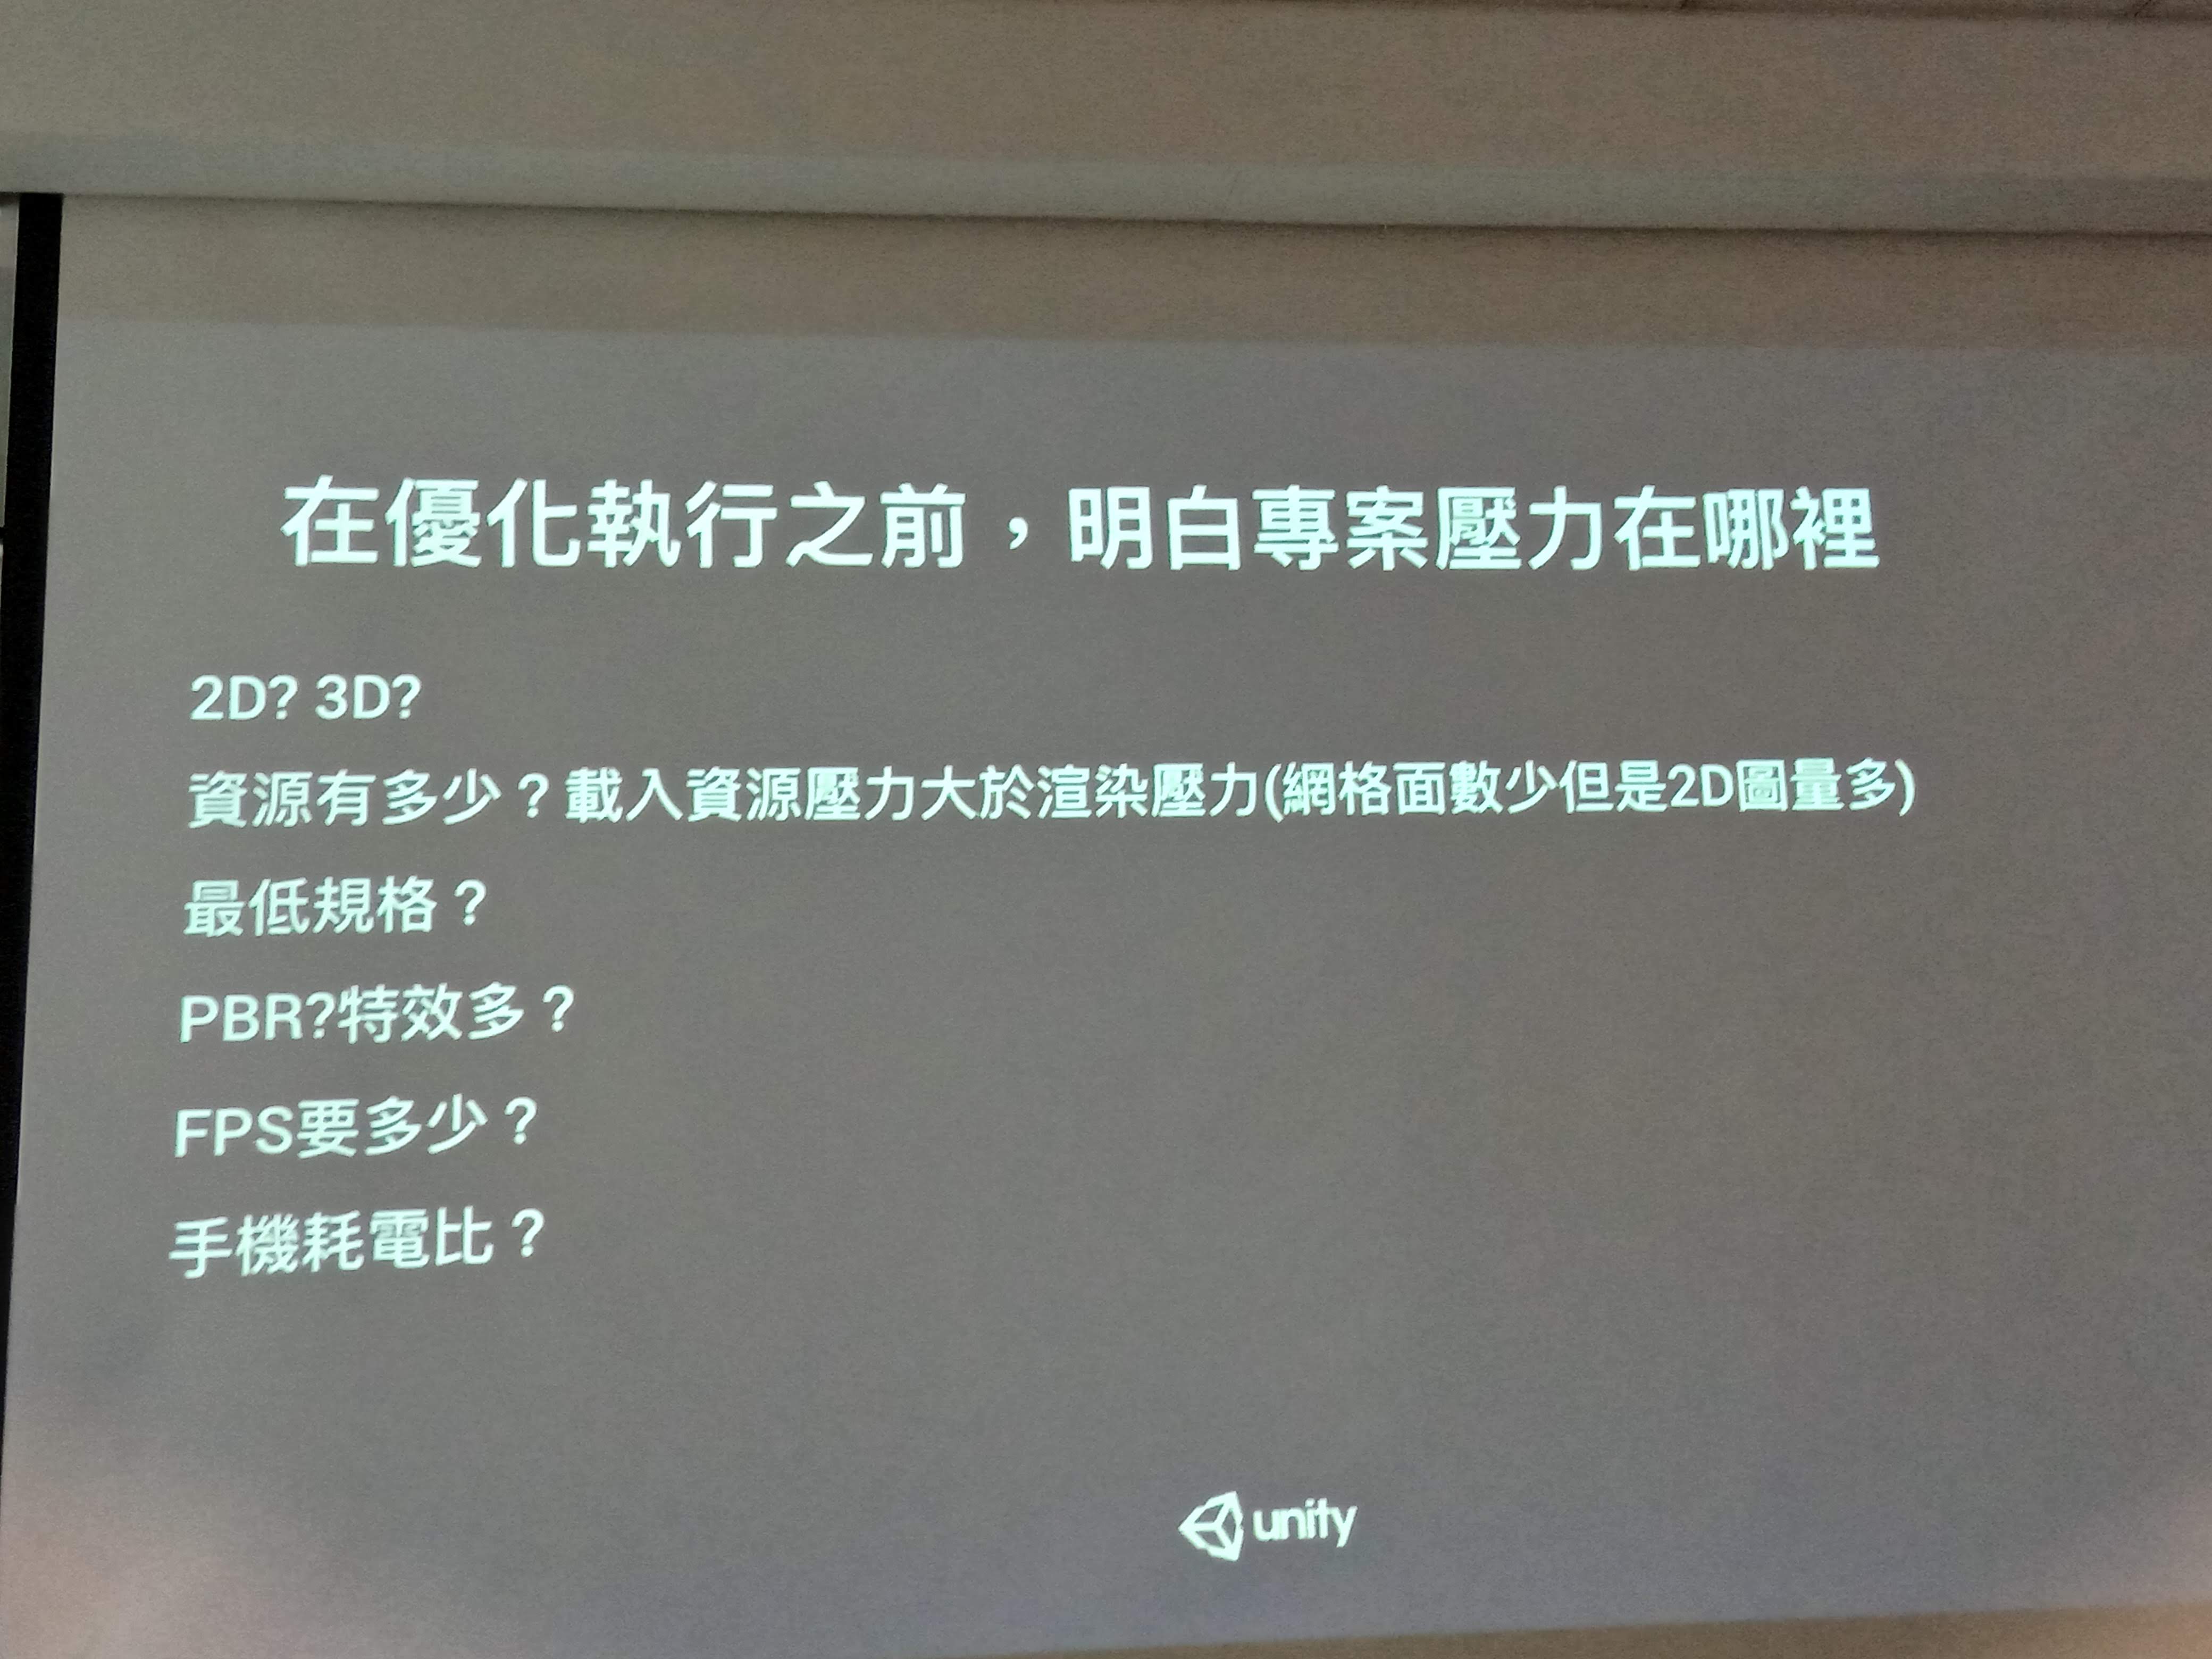 在優化執行之前，明白專案壓力在哪裡
2D? 3D?
資源有多少？載入資源壓力大於渲染壓力(網格面數少但是2D圖量多)
最低規格？
PBR?特效多？
FPS要多少？
手機耗電比？
unity